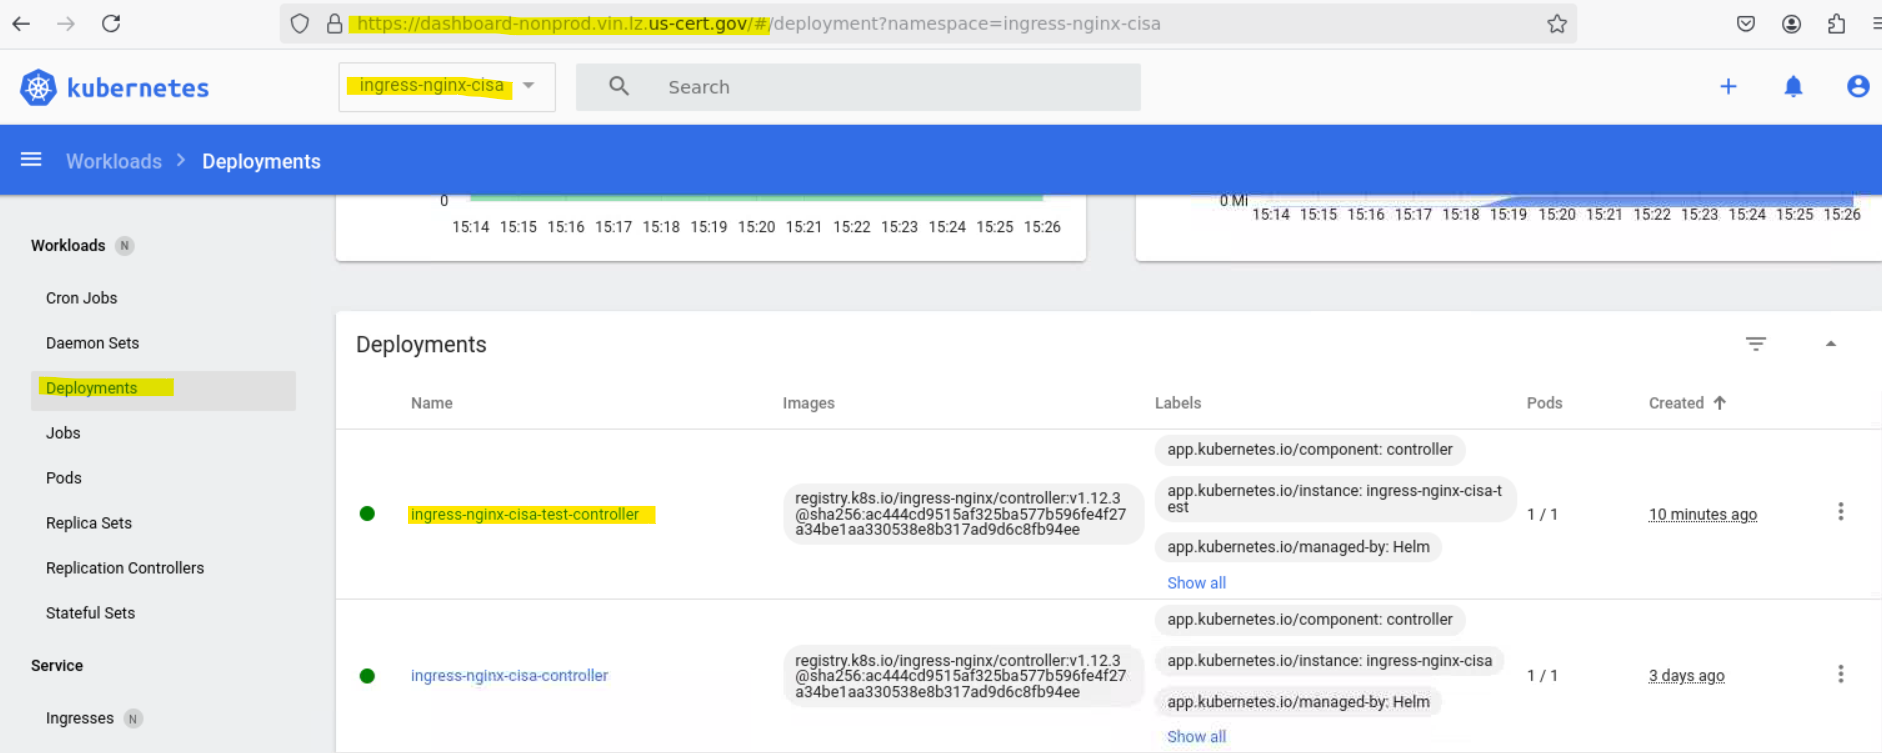 https://dashboard-nonprod.vin.lz.us-cert.gov/#/deployment?namespace=ingress-nginx-cisa
kubernetes
ingress-nginx-cisa
Search
Workloads > Deployments
0
15:14 15:15 15:16 15:17 15:18 15:19 15:20 15:21 15:22 15:23 15:24 15:25 15:26
0 Mi
15:14 15:15 15:16 15:17 15:18 15:19 15:20 15:21 15:22 15:23 15:24 15:25 15:26
Workloads N
Cron Jobs
Daemon Sets
Deployments
Jobs
Pods
Replica Sets
Replication Controllers
Stateful Sets
Service
Ingresses N
Deployments
Name Images Labels Pods Created
ingress-nginx-cisa-test-controller
registry.k8s.io/ingress-nginx/controller:v1.12.3
@sha256:ac444cd9515af325ba577b596fe4f27
a34be1aa330538e8b317ad9d6c8fb94ee
app.kubernetes.io/component: controller
app.kubernetes.io/instance: ingress-nginx-cisa-t
est
app.kubernetes.io/managed-by: Helm
Show all
1 / 1
10 minutes ago
ingress-nginx-cisa-controller
registry.k8s.io/ingress-nginx/controller:v1.12.3
@sha256:ac444cd9515af325ba577b596fe4f27
a34be1aa330538e8b317ad9d6c8fb94ee
app.kubernetes.io/component: controller
app.kubernetes.io/instance: ingress-nginx-cisa
app.kubernetes.io/managed-by: Helm
Show all
1 / 1
3 days ago